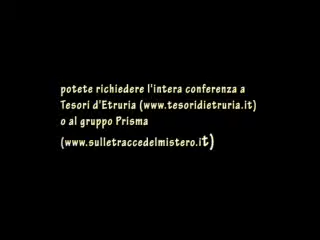 potete richiedere l'intera conferenza a
Tesori d'Etruria (www.tesoridietruria.it)
o al gruppo Prisma
(www.sulletraccedelmistero.it)